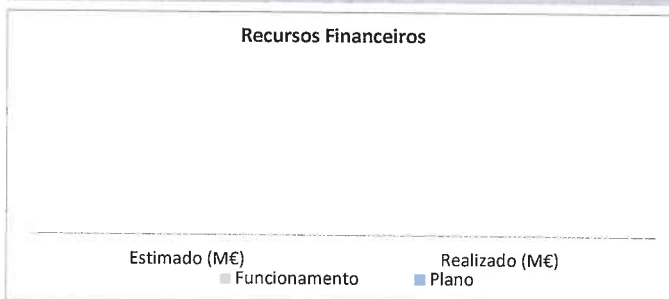 Recursos Financeiros
Estimado (M€) Realizado (M€)
Funcionamento Plano